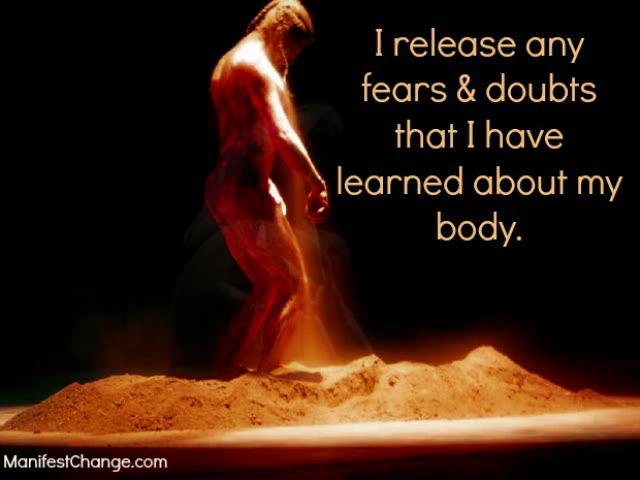 I release any
fears & doubts
that I have
learned about my
body.
ManifestChange.com